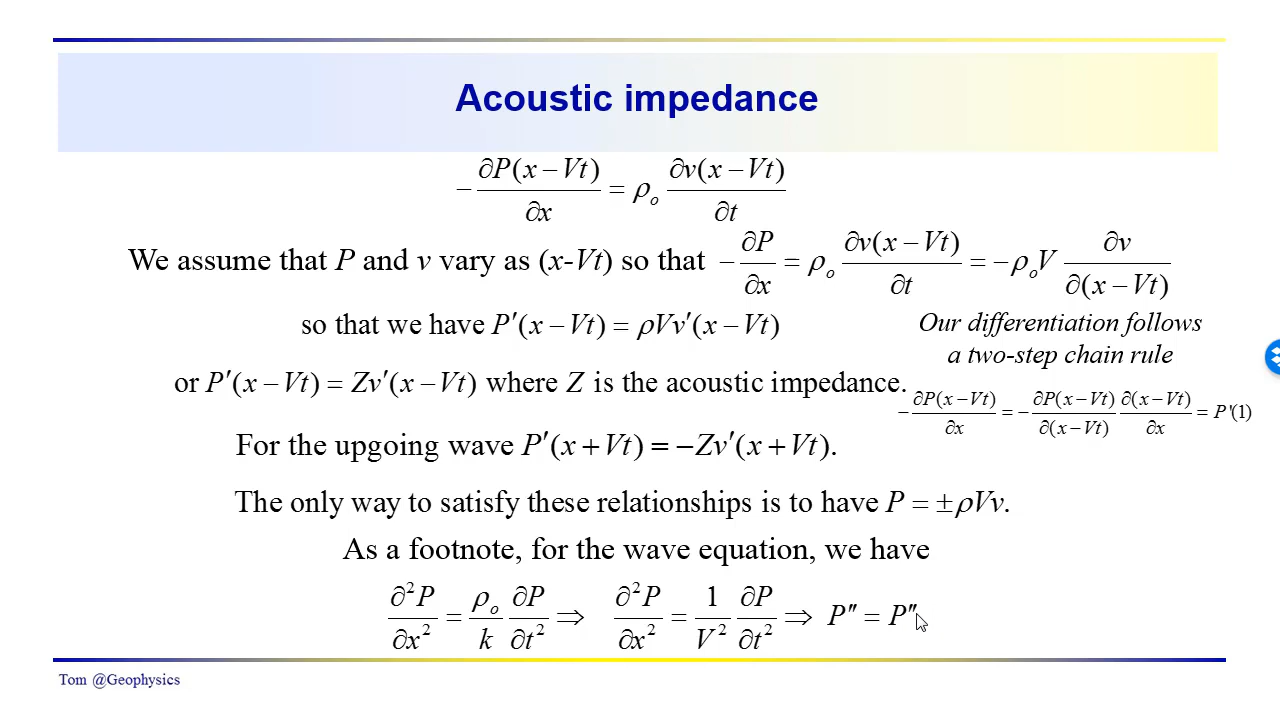 Acoustic impedance
−∂P(x − Vt)/∂x = ρₒ ∂v(x − Vt)/∂t
We assume that P and v vary as (x-Vt) so that −∂P/∂x = ρₒ ∂v(x − Vt)/∂t = −ρₒV ∂v/∂(x − Vt)
so that we have P′(x − Vt) = ρVv′(x − Vt)
Our differentiation follows
a two-step chain rule
or P′(x − Vt) = Zv′(x − Vt) where Z is the acoustic impedance.
−∂P(x − Vt)/∂x = −∂P(x − Vt)/∂(x − Vt) ∂(x − Vt)/∂x = P'(1)
For the upgoing wave P′(x + Vt) = −Zv′(x + Vt).
The only way to satisfy these relationships is to have P = ±ρVv.
As a footnote, for the wave equation, we have
∂²P/∂x² = ρₒ/k ∂P/∂t² ⇒ ∂²P/∂x² = 1/V² ∂P/∂t² ⇒ P″ = P″
Tom @Geophysics